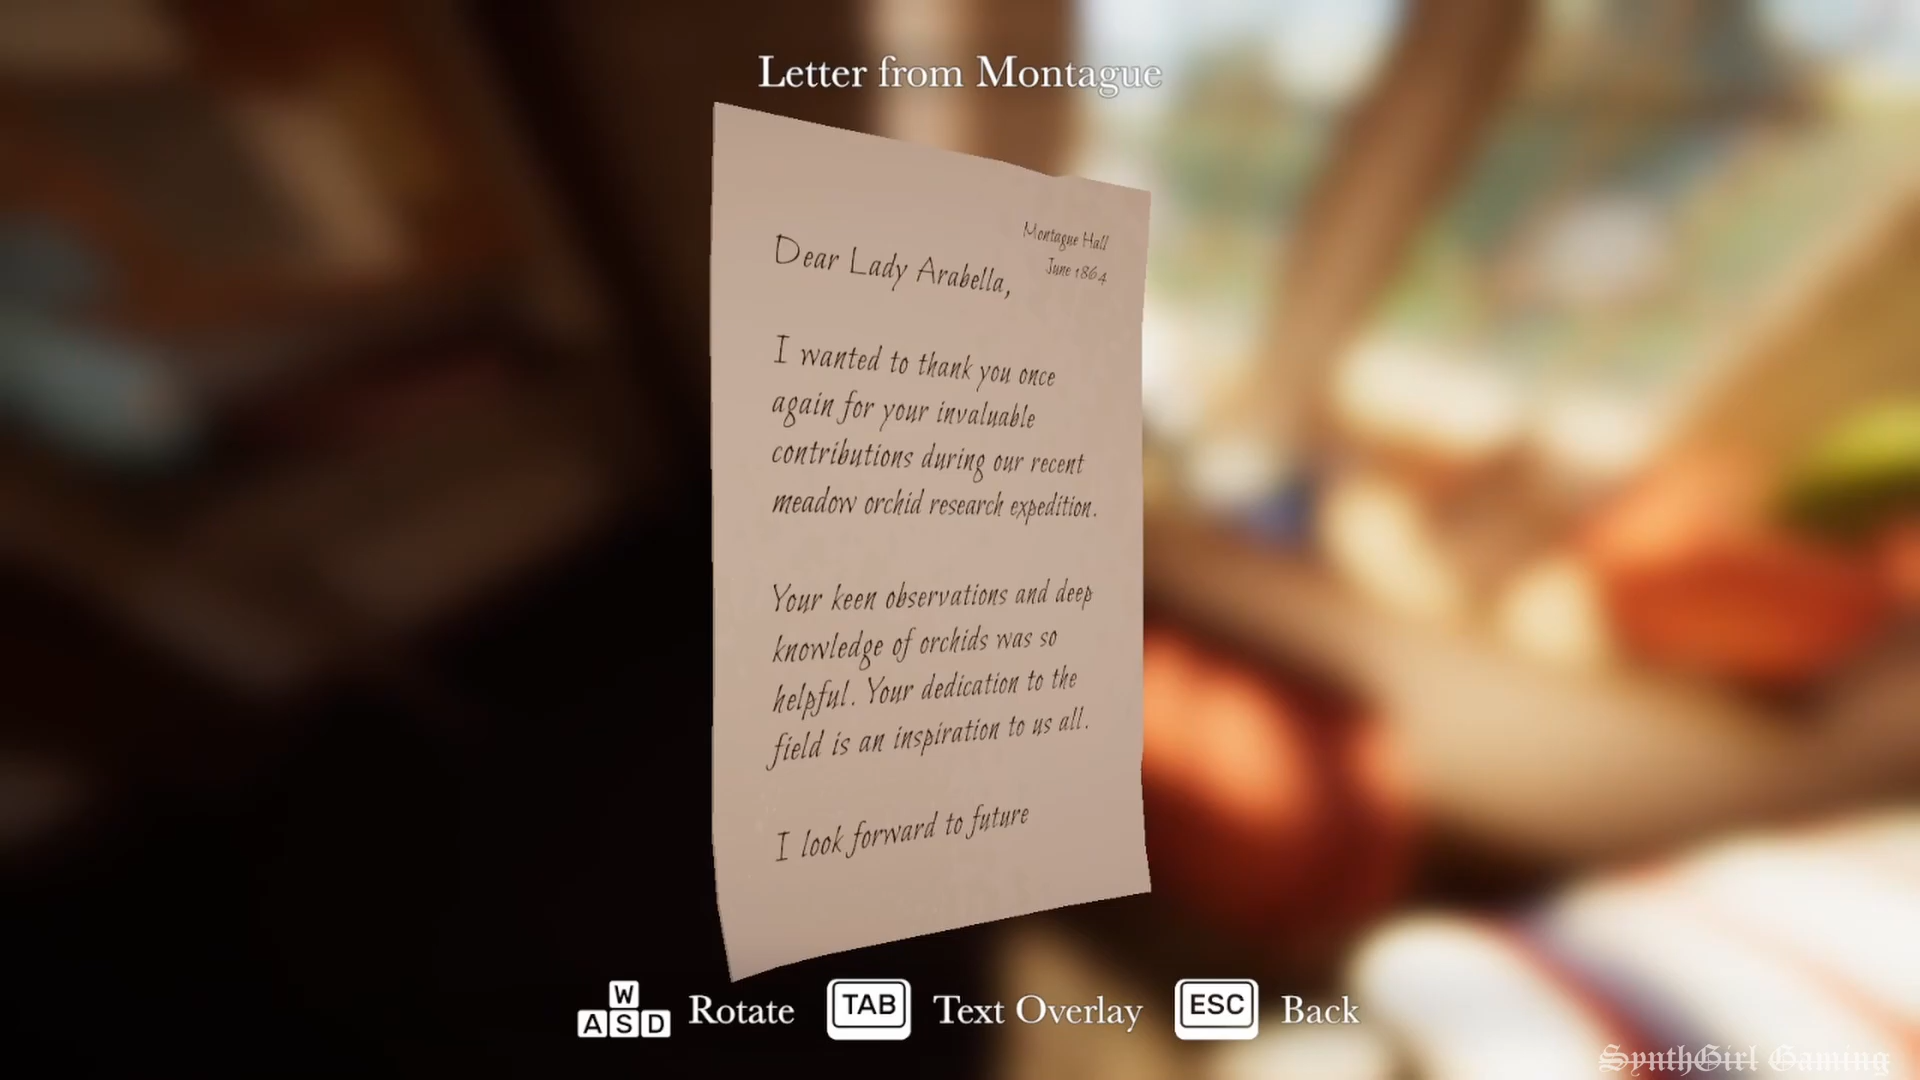 Letter from Montague
Montague Hall
June 1864
Dear Lady Arabella,
I wanted to thank you once
again for your invaluable
contributions during our recent
meadow orchid research expedition.
Your keen observations and deep
knowledge of orchids was so
helpful. Your dedication to the
field is an inspiration to us all.
I look forward to future
W
A S D Rotate TAB Text Overlay ESC Back
SynthGirl Gaming